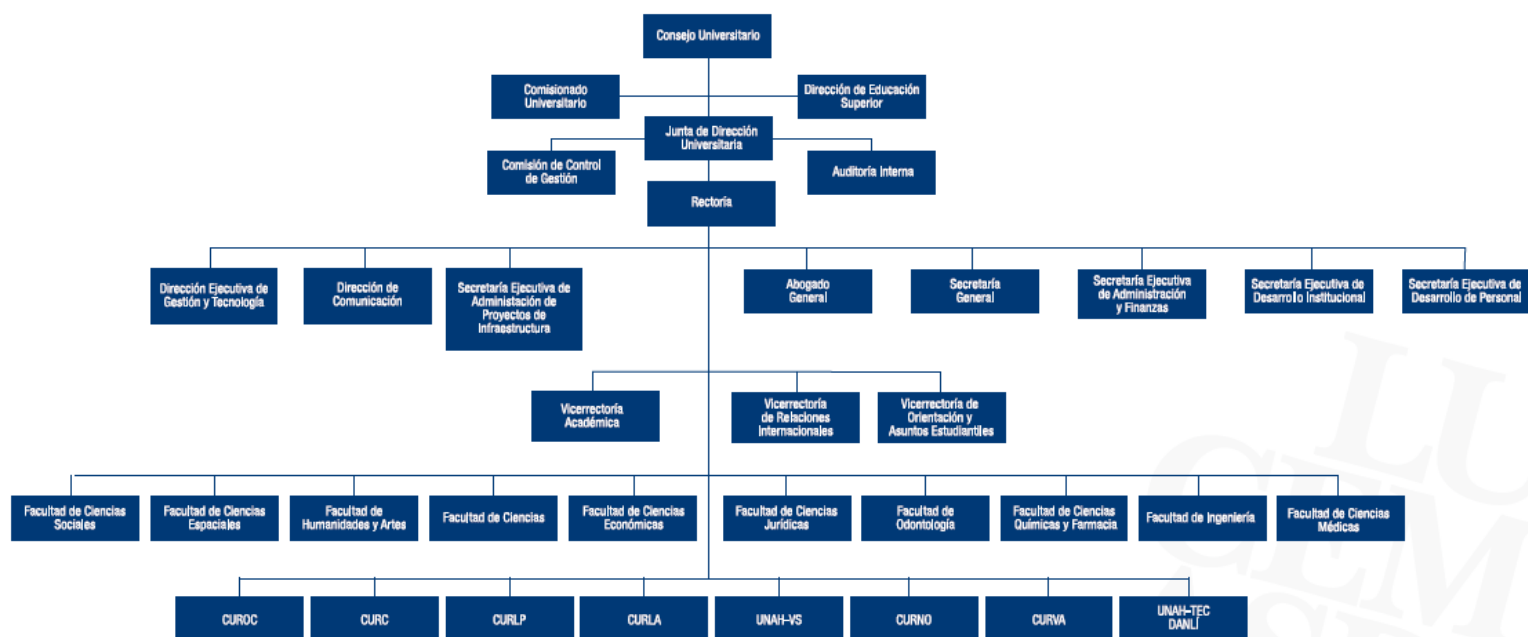 Consejo Universitario
Comisionado
Universitario
Dirección de Educación
Superior
Junta de Dirección
Universitaria
Comisión de Control
de Gestión
Auditoría Interna
Rectoría
Dirección Ejecutiva de
Gestión y Tecnología
Dirección de
Comunicación
Secretaría Ejecutiva de
Administación de
Proyectos de
Infraestructura
Abogado
General
Secretaría
General
Secretaría Ejecutiva
de Administración
y Finanzas
Secretaría Ejecutiva de
Desarrollo Institucional
Secretaría Ejecutiva de
Desarrollo de Personal
Vicerrectoría
Académica
Vicerrectoría
de Relaciones
Internacionales
Vicerrectoría de
Orientación y
Asuntos Estudiantiles
Facultad de Ciencias
Sociales
Facultad de Ciencias
Espaciales
Facultad de
Humanidades y Artes
Facultad de Ciencias
Facultad de Ciencias
Económicas
Facultad de Ciencias
Jurídicas
Facultad de
Odontología
Facultad de Ciencias
Químicas y Farmacia
Facultad de Ingeniería
Facultad de Ciencias
Médicas
CUROC
CURC
CURLP
CURLA
UNAH-VS
CURNO
CURVA
UNAH-TEC
DANLÍ
LU
CEM